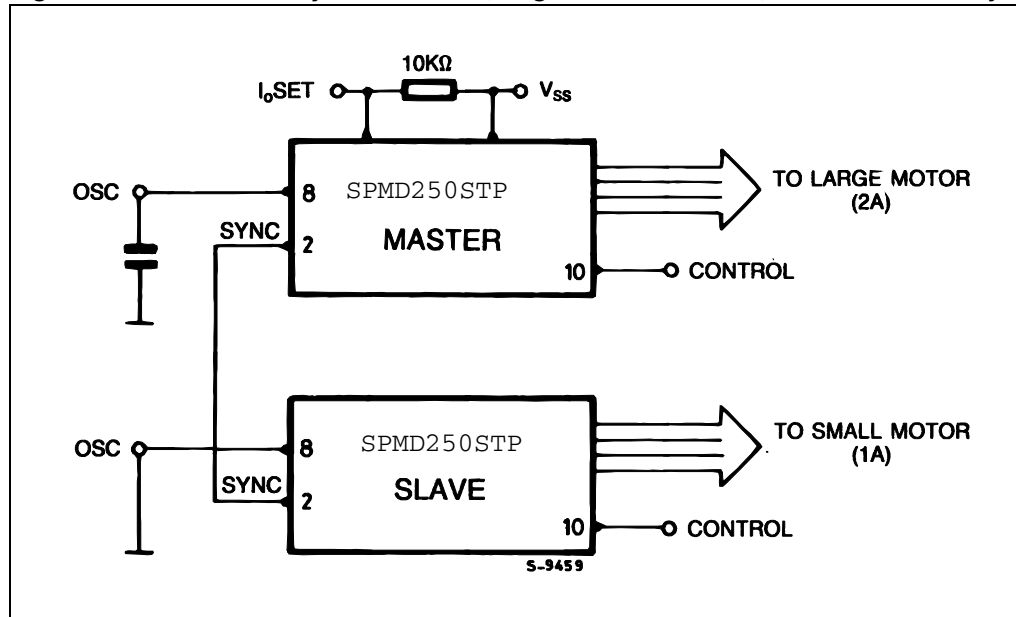 10KΩ
IoSET
Vss
OSC
8
SPMD250STP
TO LARGE MOTOR
(2A)
SYNC
2
MASTER
10
CONTROL
OSC
8
SPMD250STP
TO SMALL MOTOR
(1A)
SYNC
2
SLAVE
10
CONTROL
S-9459